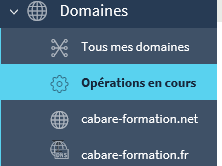 Domaines
Tous mes domaines
Opérations en cours
cabare-formation.net
cabare-formation.fr